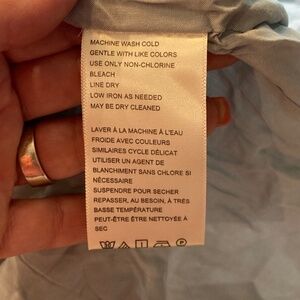 MACHINE WASH COLD
GENTLE WITH LIKE COLORS
USE ONLY NON-CHLORINE
BLEACH
LINE DRY
LOW IRON AS NEEDED
MAY BE DRY CLEANED
LAVER À LA MACHINE À L'EAU
FROIDE AVEC COULEURS
SIMILAIRES CYCLE DÉLICAT
UTILISER UN AGENT DE
BLANCHIMENT SANS CHLORE SI
NÉCESSAIRE
SUSPENDRE POUR SECHER
REPASSER, AU BESOIN, À TRÈS
BASSE TEMPÉRATURE
PEUT-ÊTRE ÊTRE NETTOYÉE À
SEC